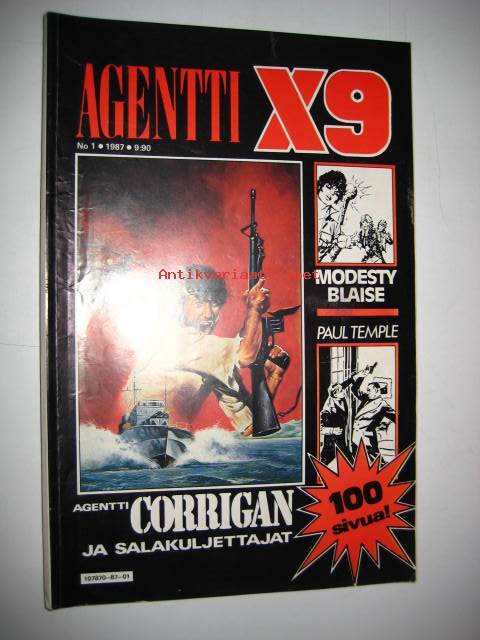 AGENTTI X9
No 1 • 1987 • 9:90
Antikvariaatti.net
MODESTY
BLAISE
PAUL TEMPLE
AGENTTI CORRIGAN
JA SALAKULJETTAJAT
100
sivua!
107870-87-01